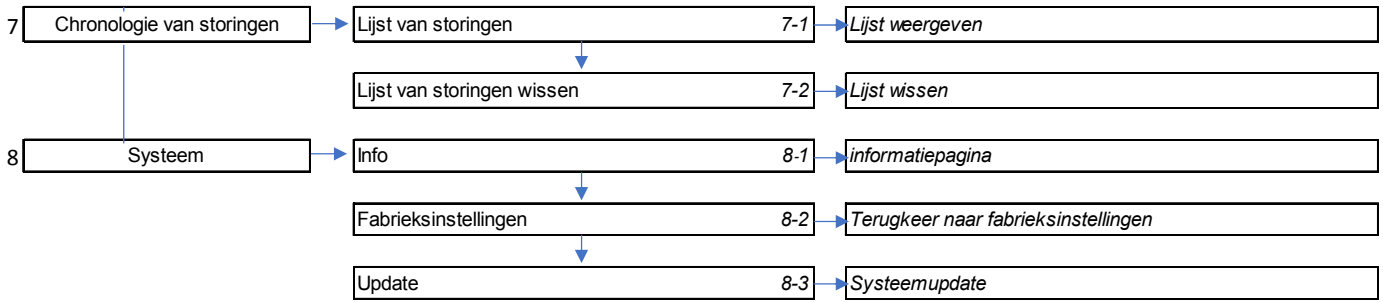 7 Chronologie van storingen Lijst van storingen 7-1 Lijst weergeven
Lijst van storingen wissen 7-2 Lijst wissen
8 Systeem Info 8-1 informatiepagina
Fabrieksinstellingen 8-2 Terugkeer naar fabrieksinstellingen
Update 8-3 Systeemupdate